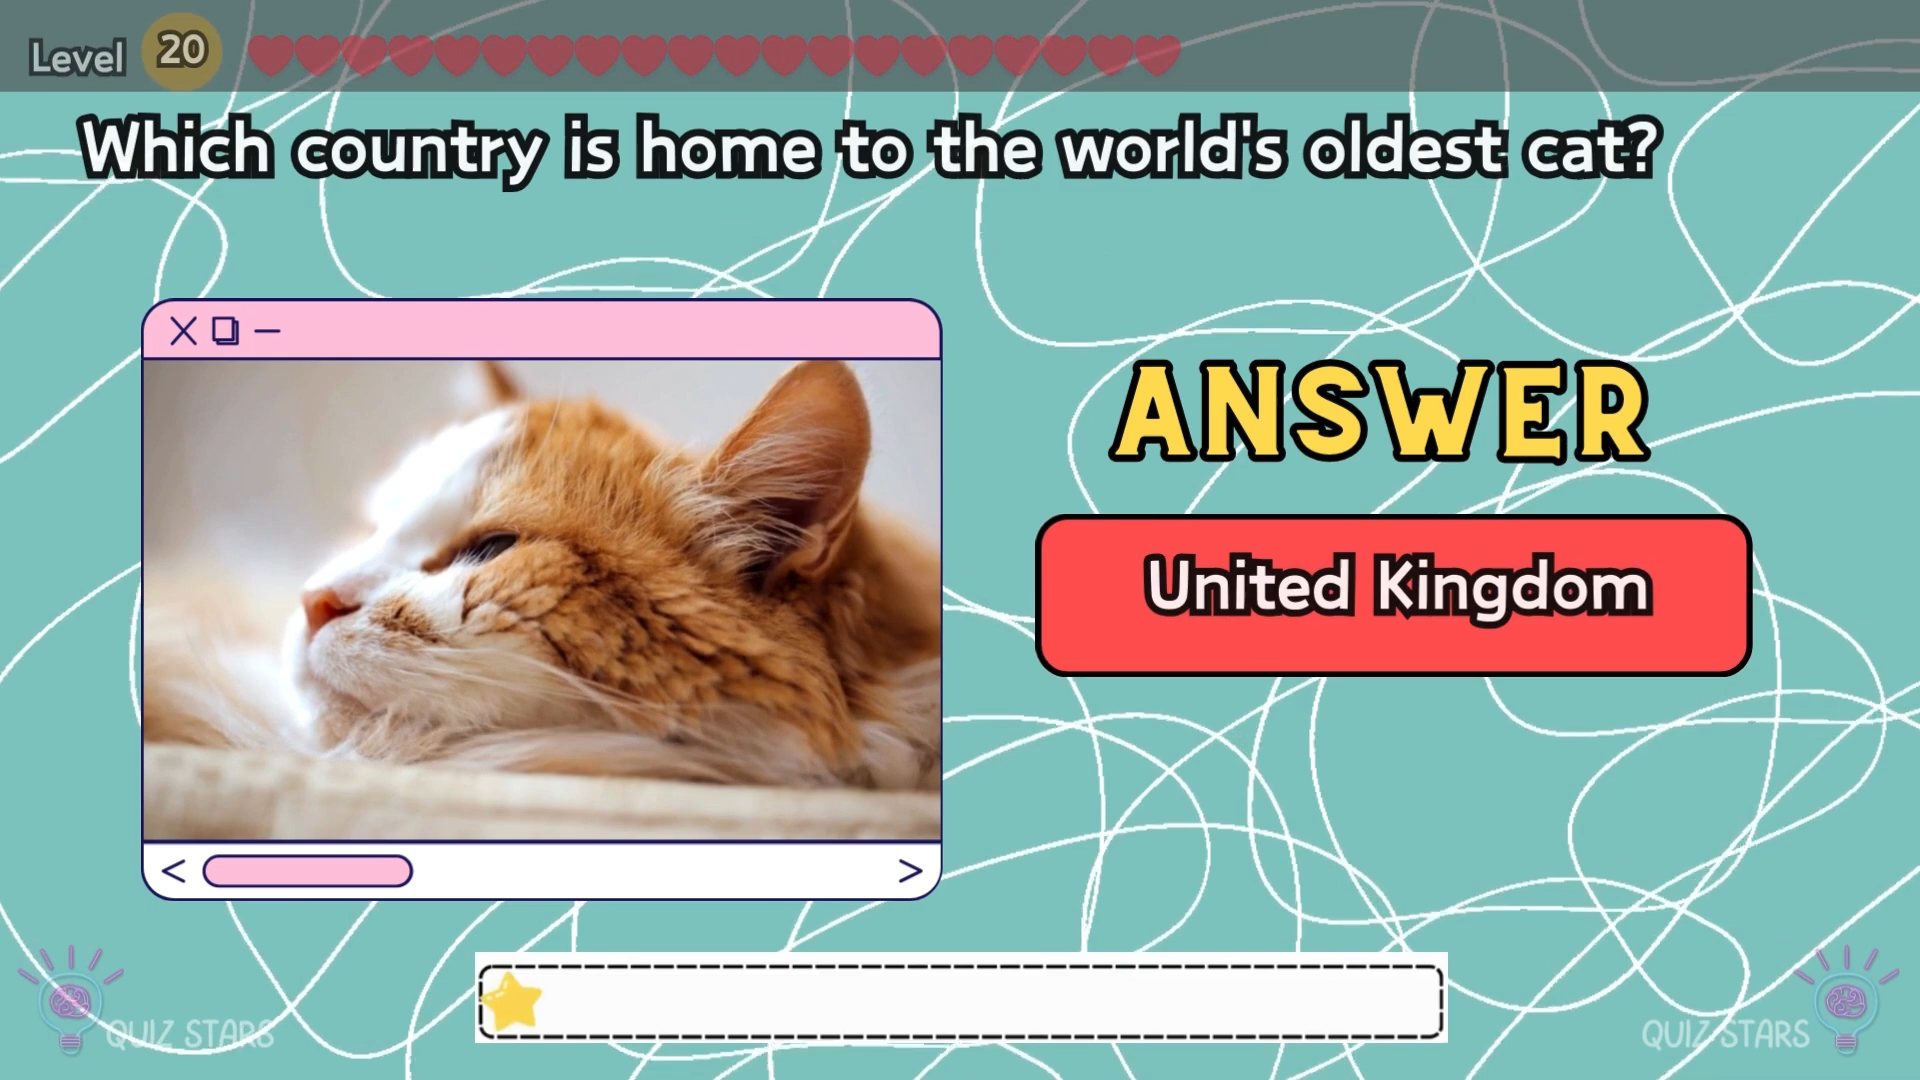 Level 20
Which country is home to the world's oldest cat?
ANSWER
United Kingdom
QUIZ STARS
QUIZ STARS